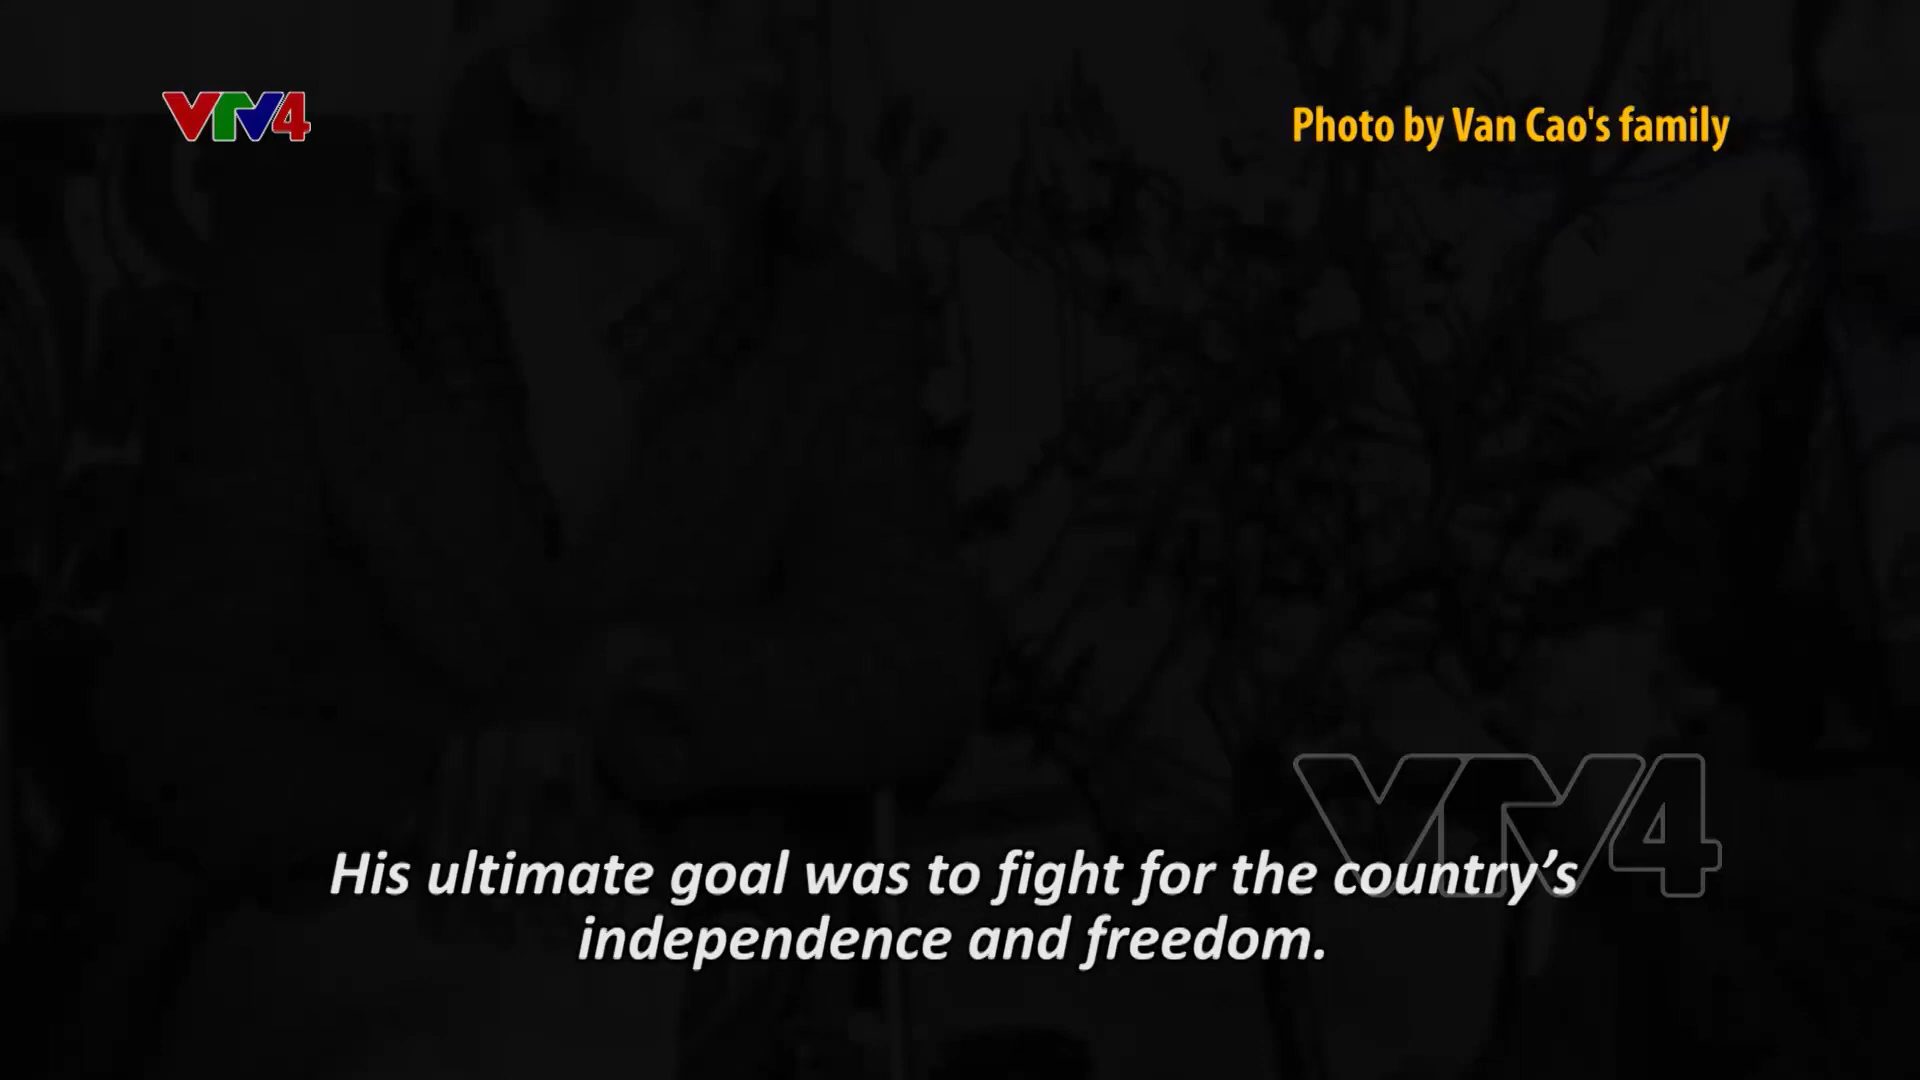 VTV4
Photo by Van Cao's family
VTV4
His ultimate goal was to fight for the country’s
independence and freedom.